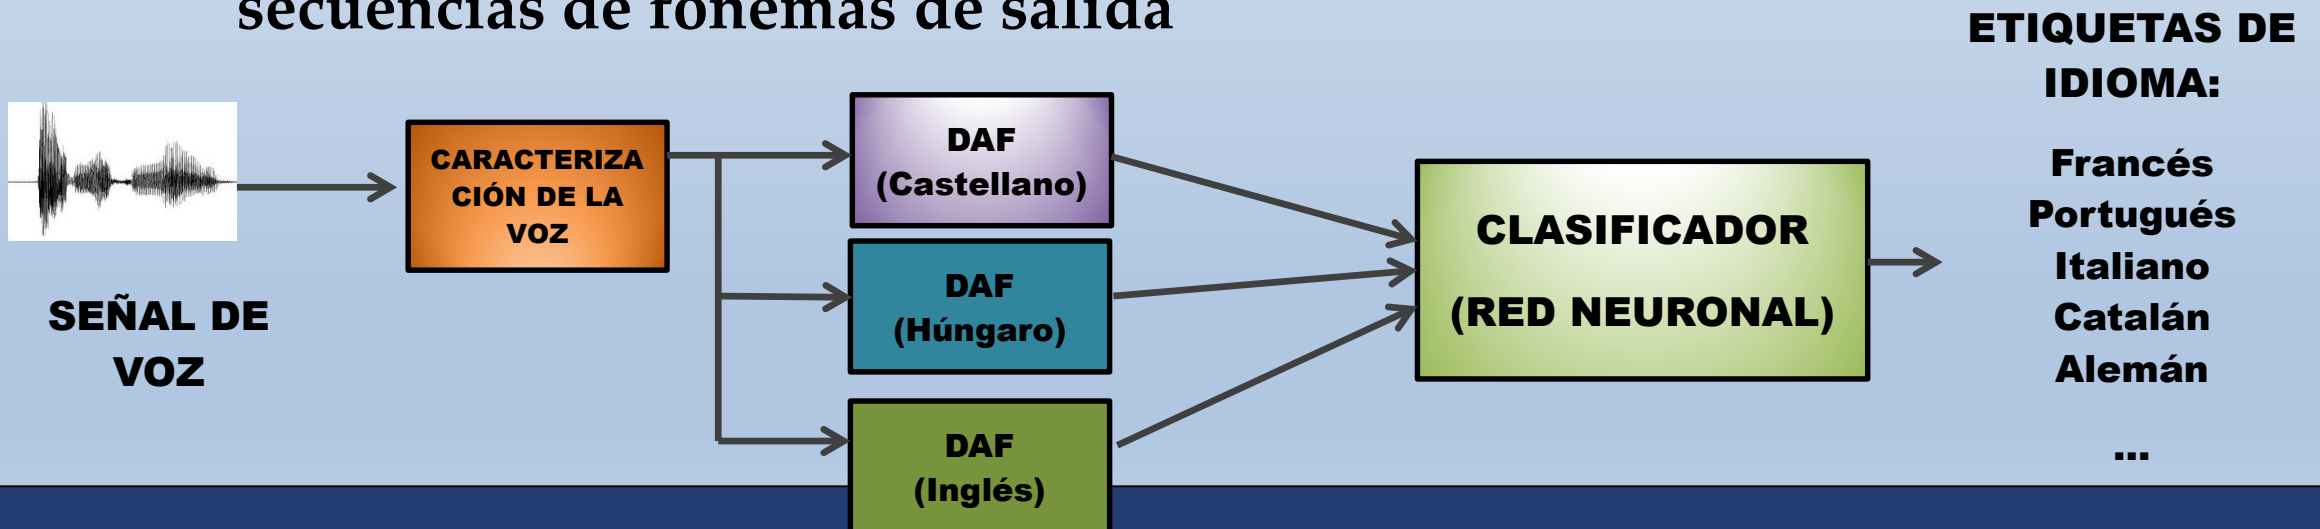 secuencias de fonemas de salida
SEÑAL DE
VOZ
CARACTERIZA
CIÓN DE LA
VOZ
DAF
(Castellano)
DAF
(Húngaro)
DAF
(Inglés)
CLASIFICADOR
(RED NEURONAL)
ETIQUETAS DE
IDIOMA:
Francés
Portugués
Italiano
Catalán
Alemán
...